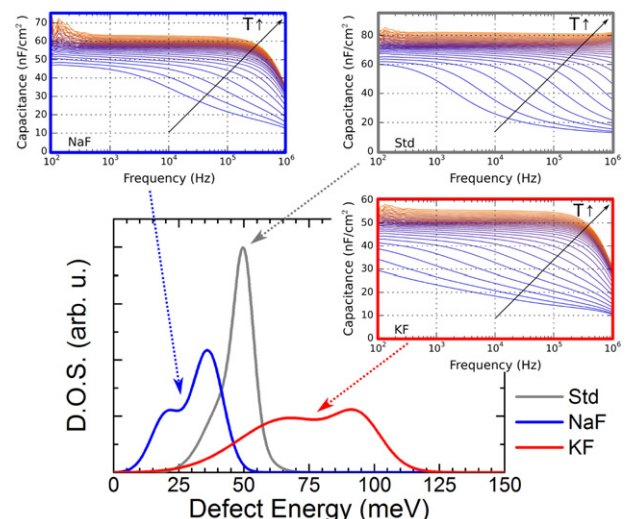 70
60
50
40
30
20
10
0
Capacitance (nF/cm²)
T↑
NaF
10² 10³ 10⁴ 10⁵ 10⁶
Frequency (Hz)
80
60
40
20
0
Capacitance (nF/cm²)
T↑
Std
10² 10³ 10⁴ 10⁵ 10⁶
Frequency (Hz)
60
50
40
30
20
10
0
Capacitance (nF/cm²)
T↑
KF
10² 10³ 10⁴ 10⁵ 10⁶
Frequency (Hz)
D.O.S. (arb. u.)
Std
NaF
KF
0 25 50 75 100 125 150
Defect Energy (meV)